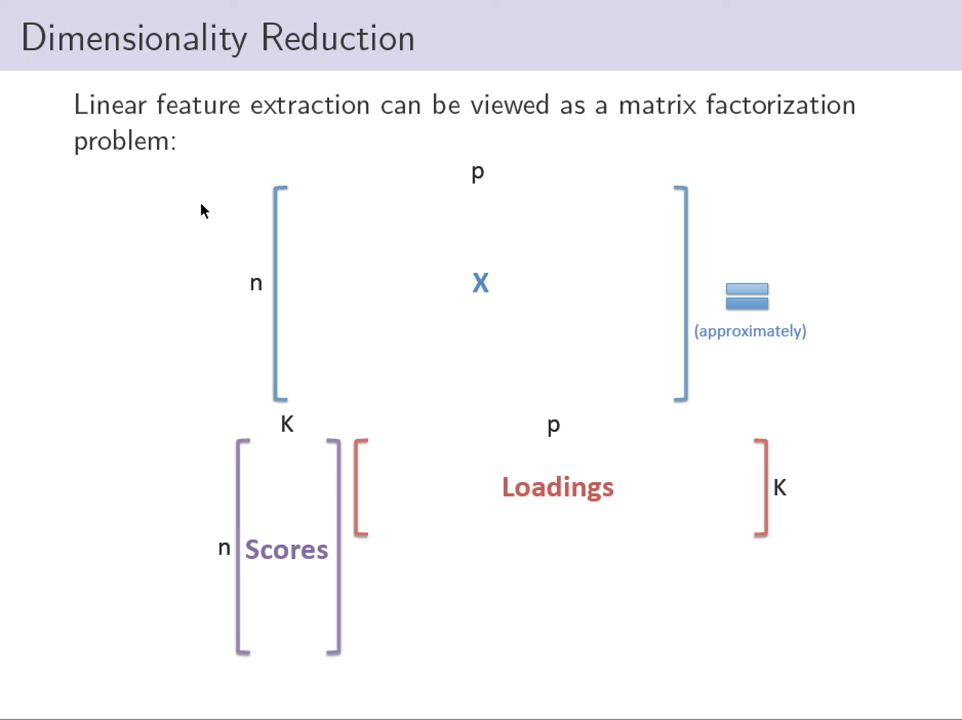 Dimensionality Reduction
Linear feature extraction can be viewed as a matrix factorization
problem:
p
n
X
(approximately)
K
p
Loadings
K
n
Scores